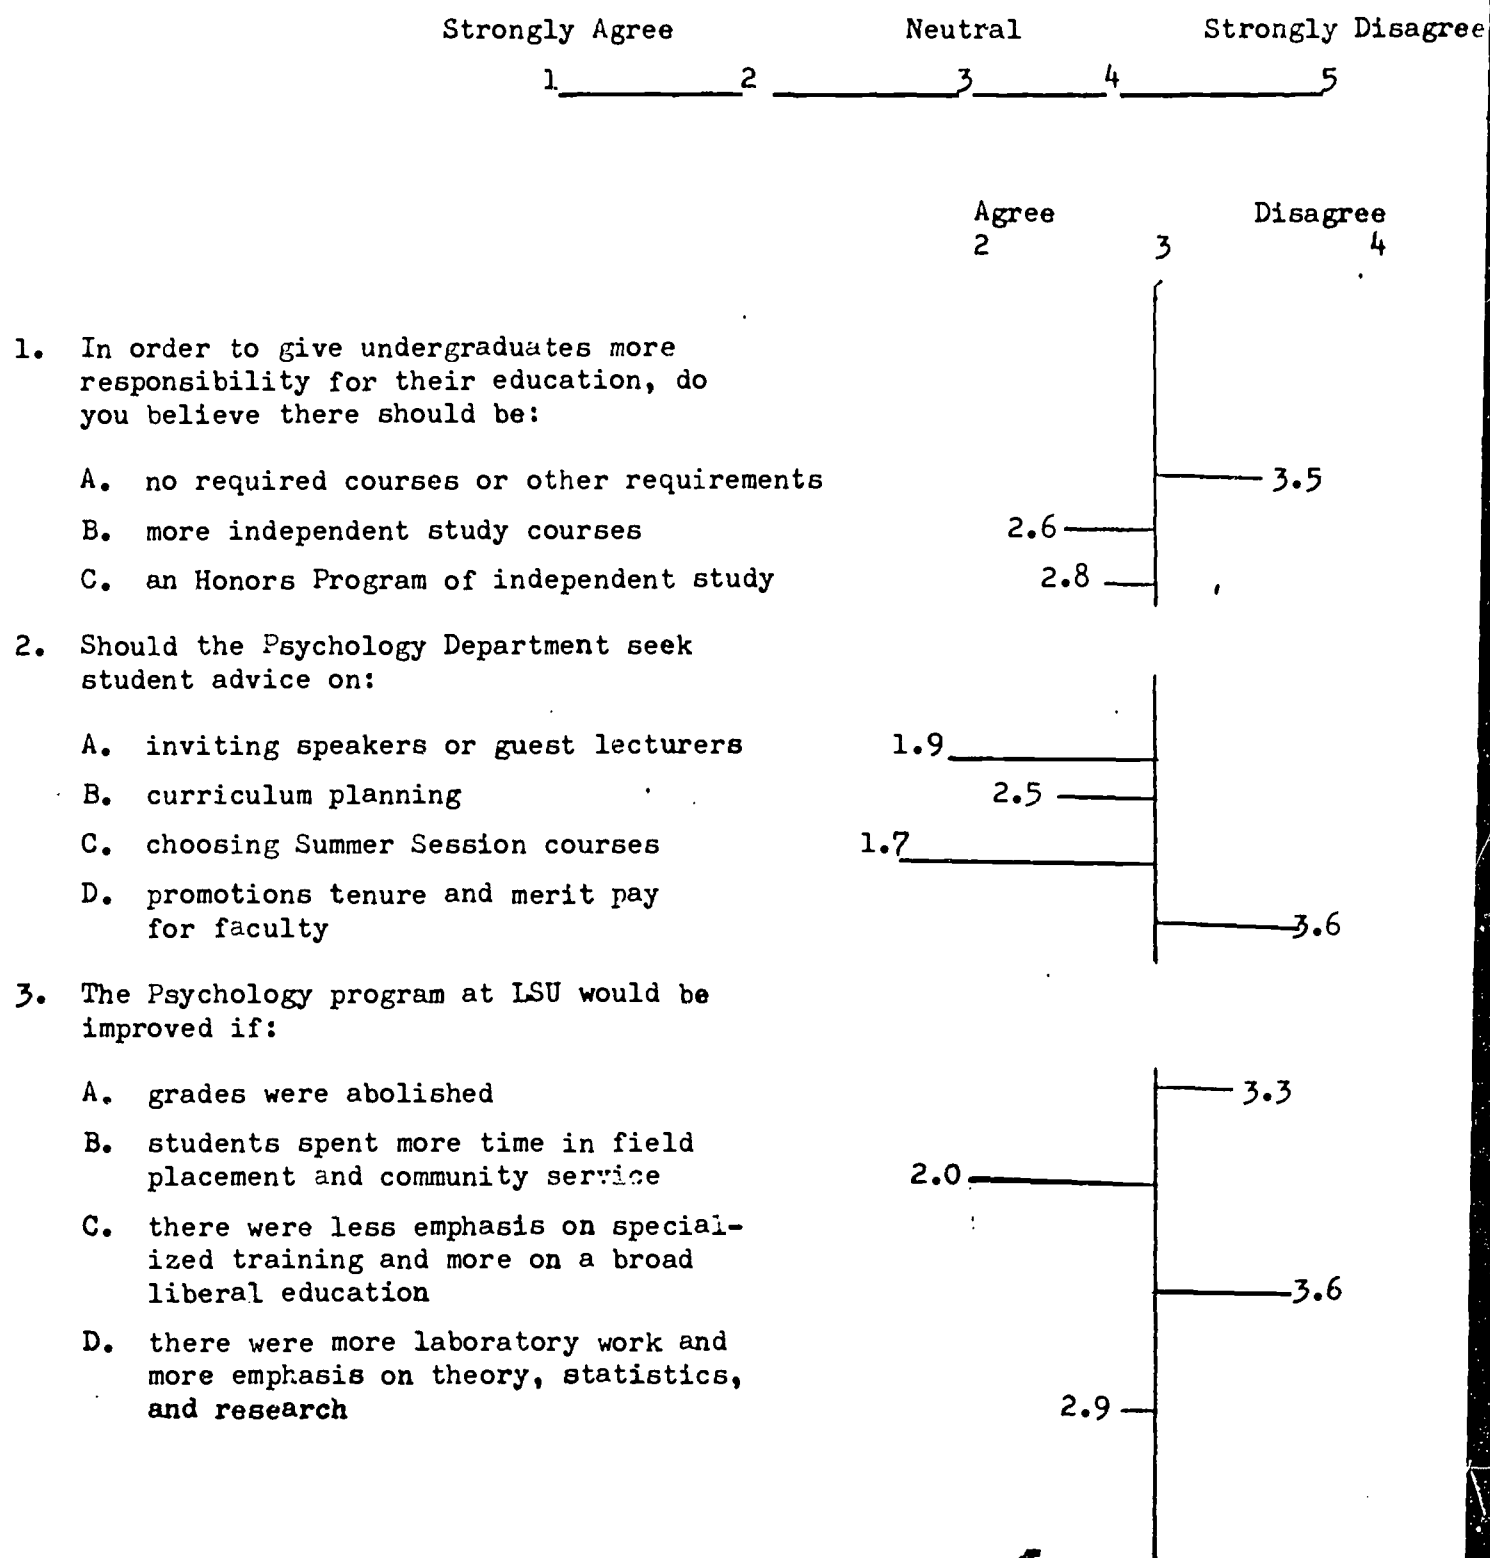 Strongly Agree Neutral Strongly Disagree
1 2 3 4 5
Agree Disagree
2 3 4
1. In order to give undergraduates more
responsibility for their education, do
you believe there should be:
A. no required courses or other requirements 3.5
B. more independent study courses 2.6
C. an Honors Program of independent study 2.8
2. Should the Psychology Department seek
student advice on:
A. inviting speakers or guest lecturers 1.9
B. curriculum planning 2.5
C. choosing Summer Session courses 1.7
D. promotions tenure and merit pay
for faculty 3.6
3. The Psychology program at LSU would be
improved if:
A. grades were abolished 3.3
B. students spent more time in field
placement and community service 2.0
C. there were less emphasis on special-
ized training and more on a broad
liberal education 3.6
D. there were more laboratory work and
more emphasis on theory, statistics,
and research 2.9